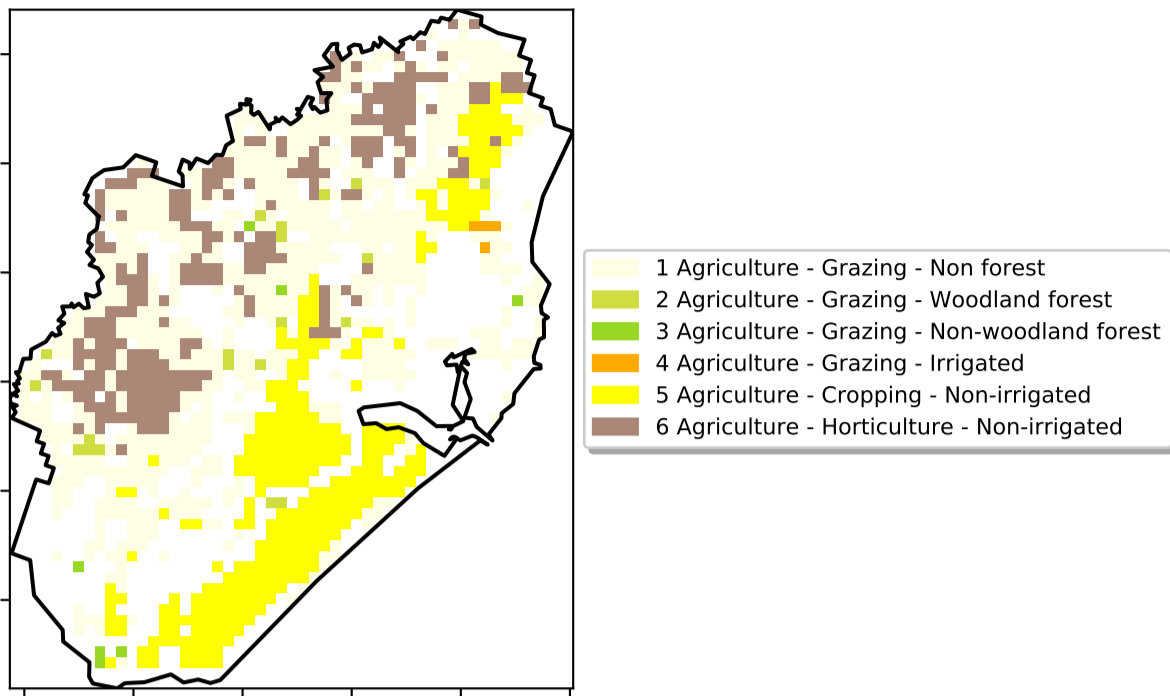 1 Agriculture - Grazing - Non forest
2 Agriculture - Grazing - Woodland forest
3 Agriculture - Grazing - Non-woodland forest
4 Agriculture - Grazing - Irrigated
5 Agriculture - Cropping - Non-irrigated
6 Agriculture - Horticulture - Non-irrigated